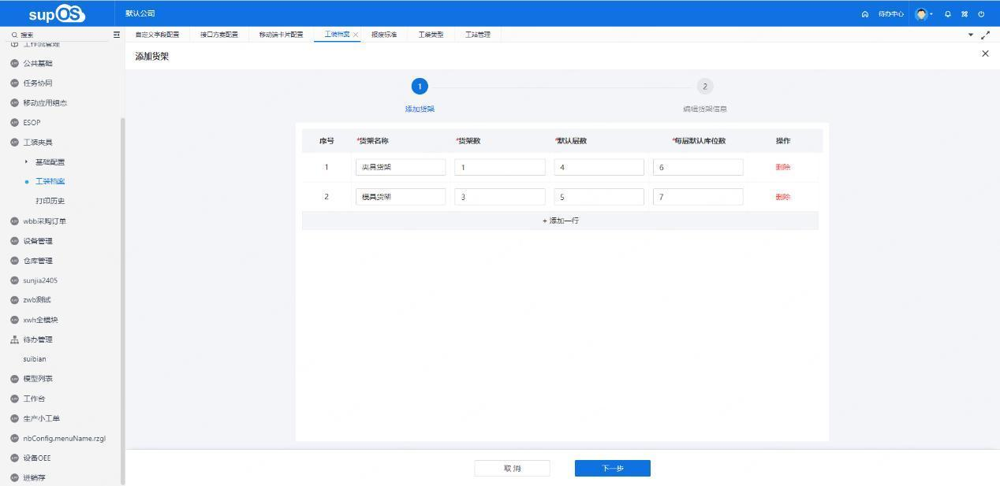 supOS
默认公司
待办中心
搜索
自定义字段配置
接口方案配置
移动端卡片配置
工装档案
报废标准
工装类型
工站管理
添加货架
工作流管理
公共基础
任务协同
移动应用组态
ESOP
工装夹具
基础配置
工装档案
打印历史
wbb采购订单
设备管理
仓库管理
sunjia2405
zwb测试
xwh全模块
待办管理
suibian
模型列表
工作台
生产小工单
nbConfig.menuName.rzgl
设备OEE
进销存
1
2
添加货架
编辑货架信息
序号 *货架名称 *货架数 *默认层数 *每层默认库位数 操作
1 夹具货架 1 4 6 删除
2 模具货架 3 5 7 删除
+ 添加一行
取消
下一步